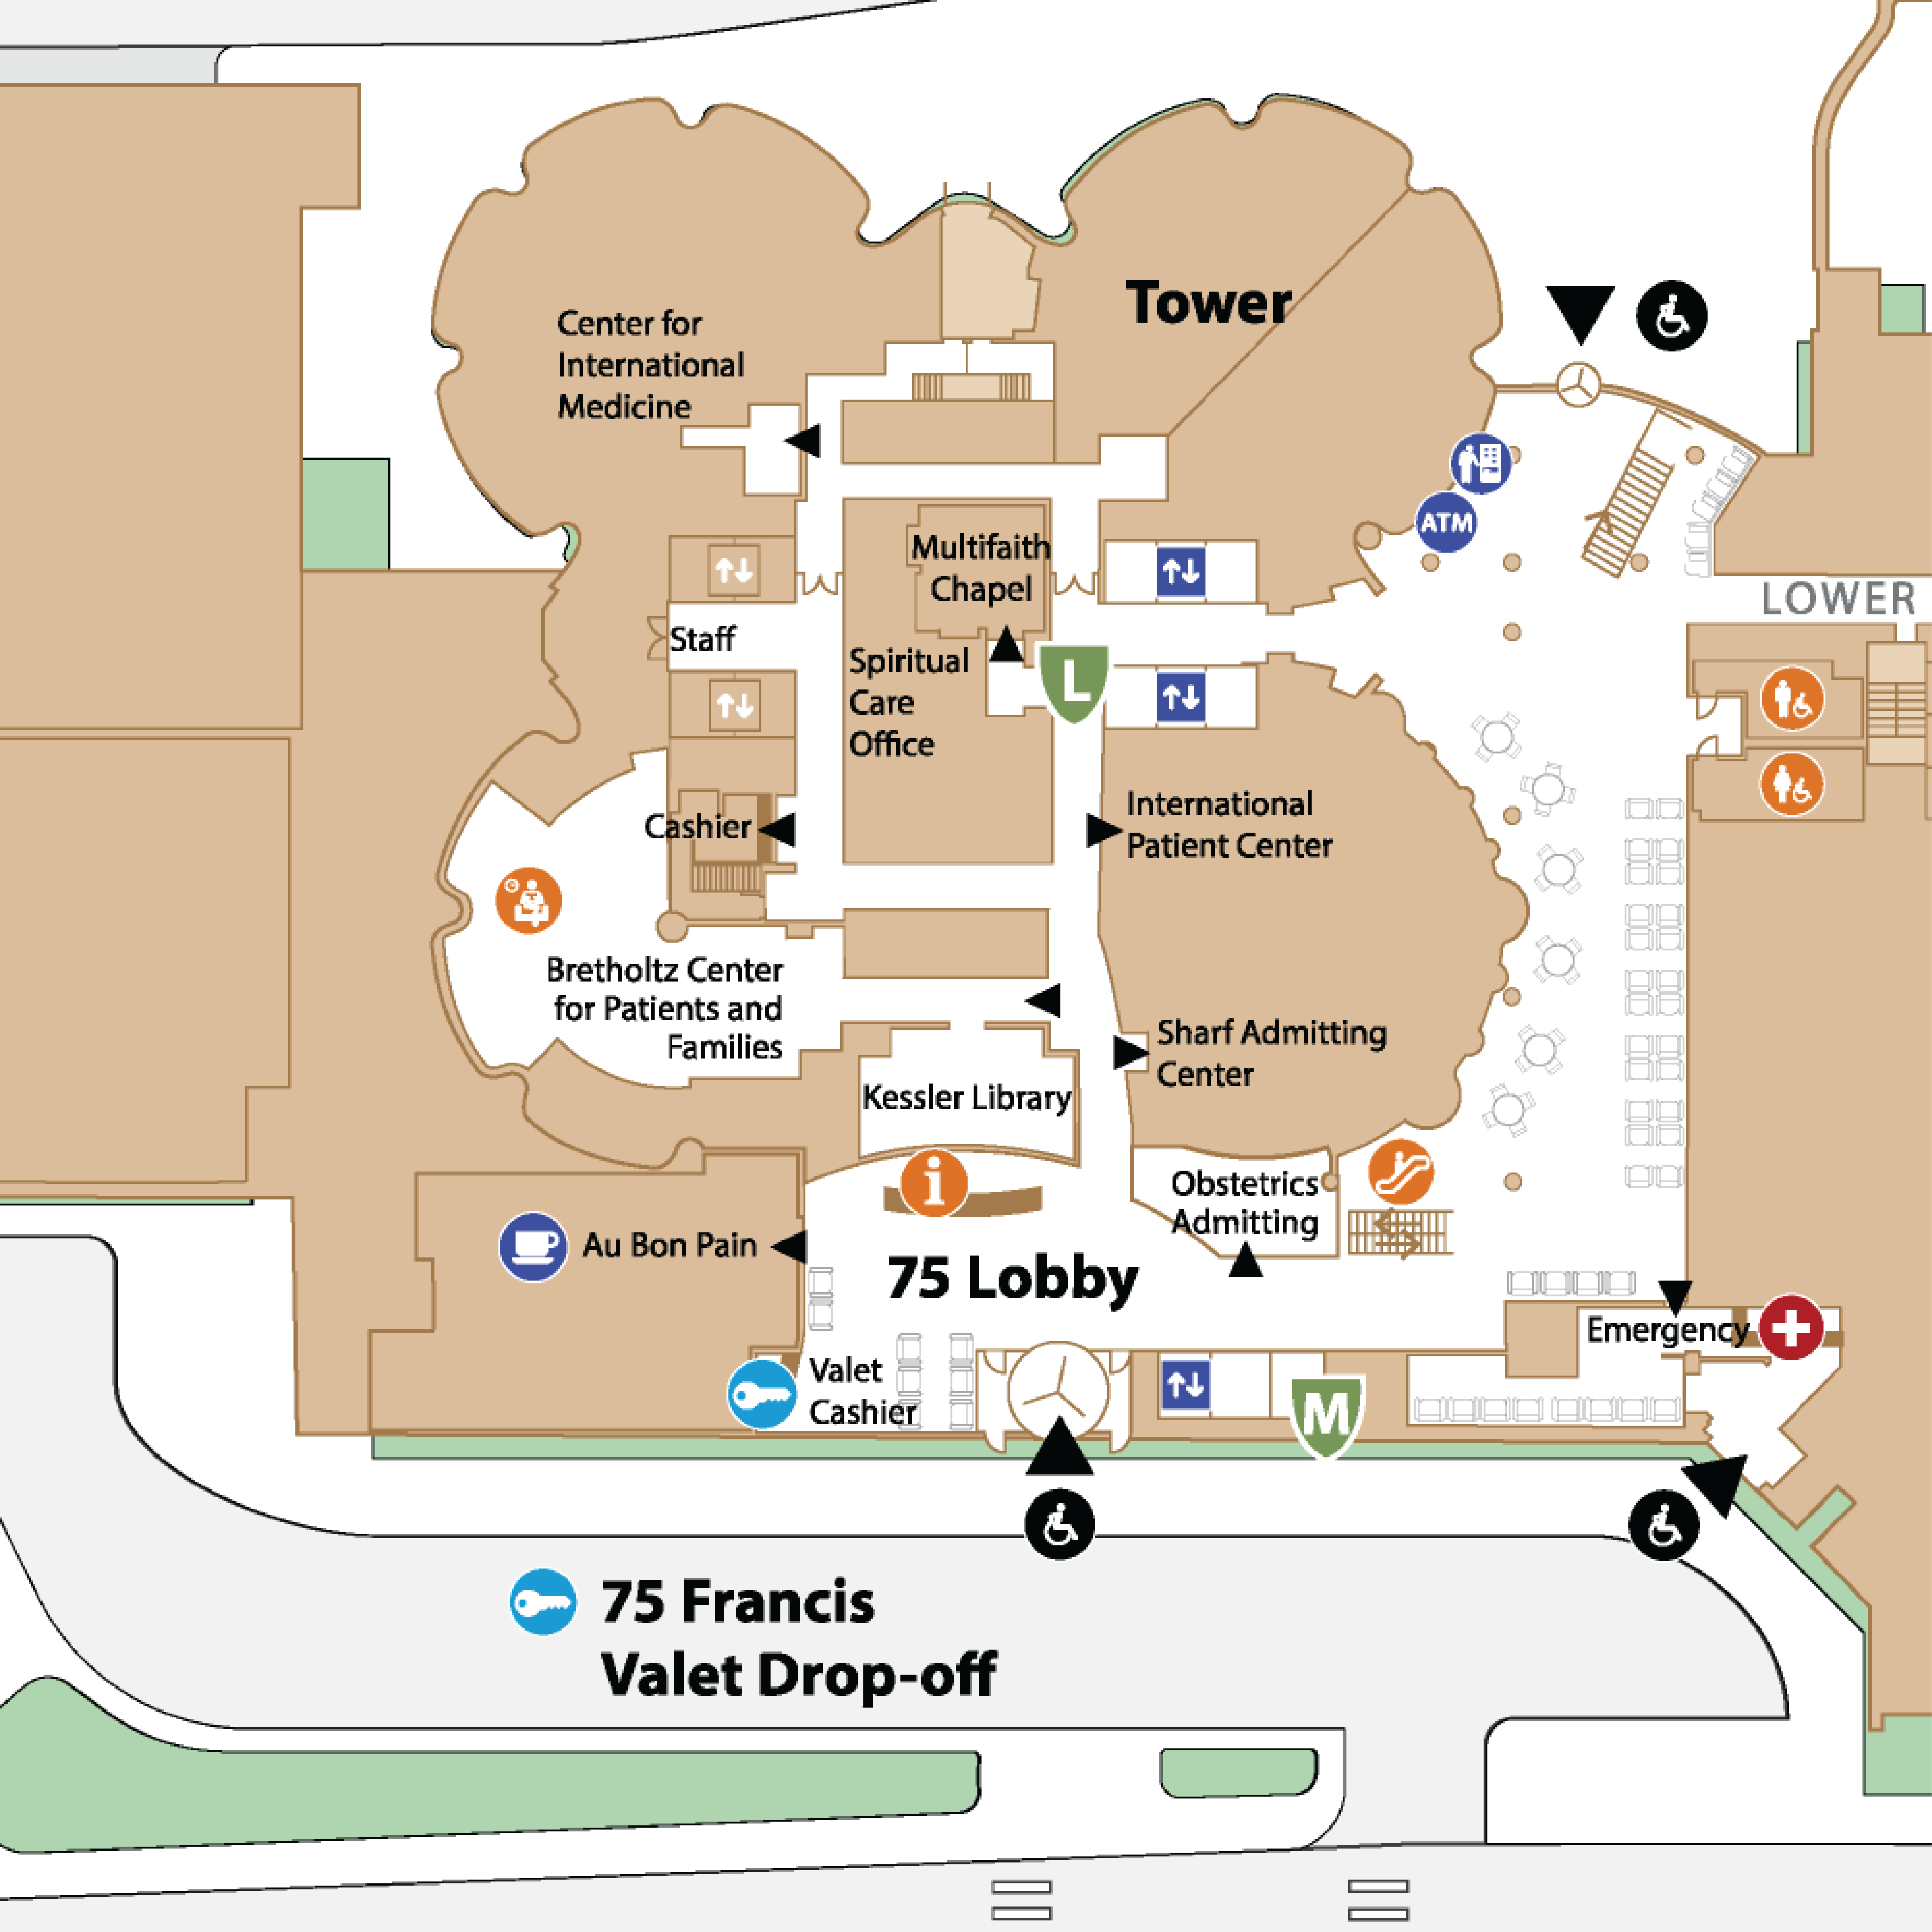 Center for
International
Medicine
Tower
ATM
Multifaith
Chapel
LOWER
Staff
Spiritual
Care
Office
L
Cashier
International
Patient Center
Bretholtz Center
for Patients and
Families
Sharf Admitting
Center
Kessler Library
i
Obstetrics
Admitting
Au Bon Pain
75 Lobby
Emergency
Valet
Cashier
M
75 Francis
Valet Drop-off